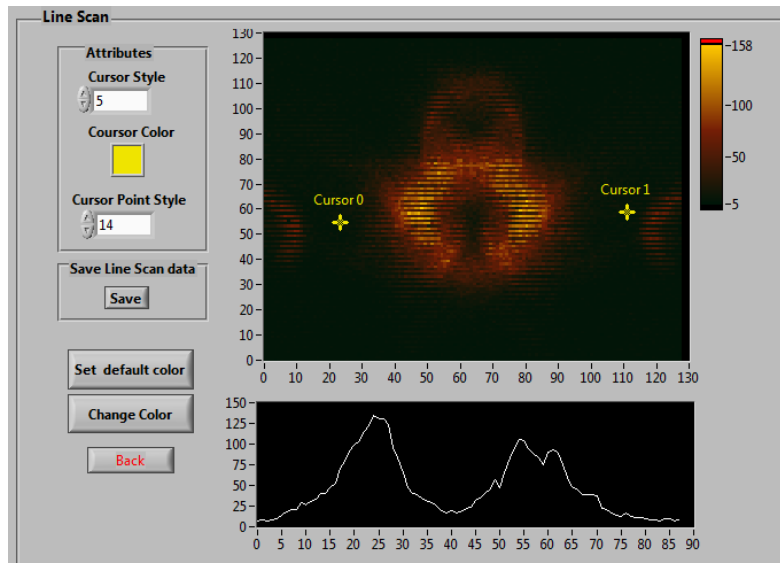 Line Scan
Attributes
Cursor Style
5
Coursor Color
Cursor Point Style
14
Save Line Scan data
Save
Set default color
Change Color
Back
130
120
110
100
90
80
70
60
50
40
30
20
10
0
0 10 20 30 40 50 60 70 80 90 100 110 120 130
Cursor 0
Cursor 1
158
100
50
-5
150
125
100
75
50
25
0
0 5 10 15 20 25 30 35 40 45 50 55 60 65 70 75 80 85 90